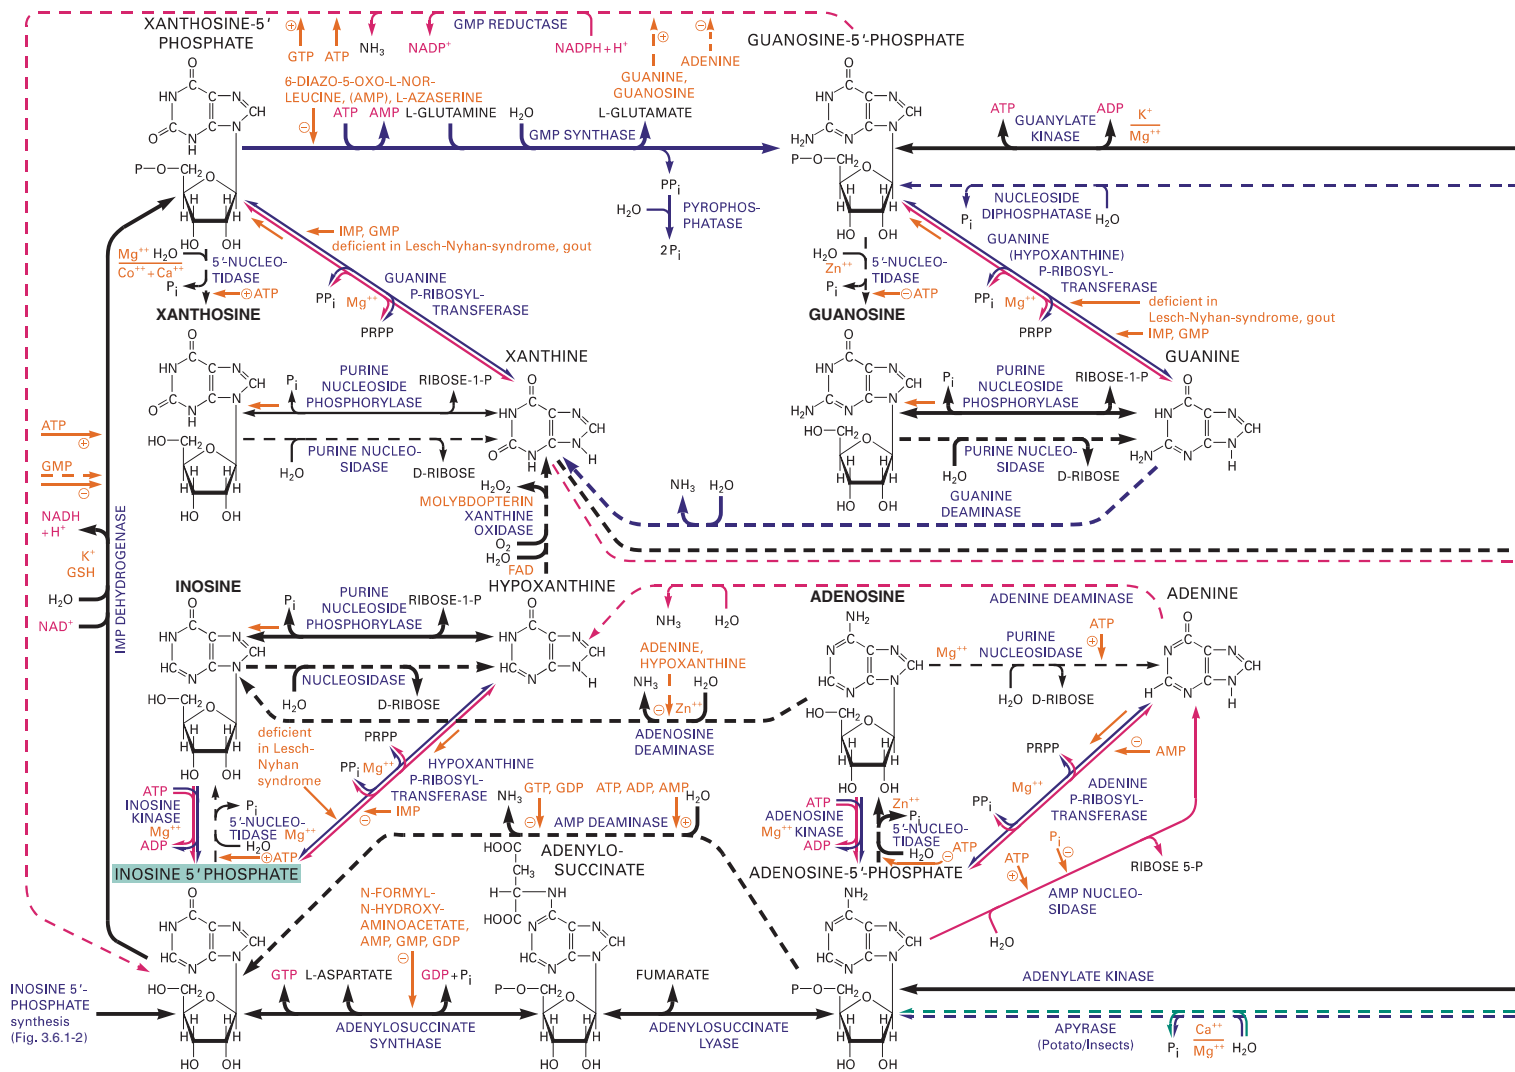 XANTHOSINE-5′
PHOSPHATE
GTP
ATP
NH3
NADP+
GMP REDUCTASE
NADPH+H+
GUANINE,
GUANOSINE
ADENINE
GUANOSINE-5′-PHOSPHATE
6-DIAZO-5-OXO-L-NOR-
LEUCINE, (AMP), L-AZASERINE
ATP
AMP
L-GLUTAMINE
H2O
L-GLUTAMATE
GMP SYNTHASE
PPi
H2O
PYROPHOS-
PHATASE
2Pi
ATP
GUANYLATE
KINASE
ADP
K+
Mg++
Pi
NUCLEOSIDE
DIPHOSPHATASE
H2O
IMP, GMP
deficient in Lesch-Nyhan-syndrome, gout
GUANINE
P-RIBOSYL-
TRANSFERASE
PPi
Mg++
PRPP
Mg++ H2O
Co++ + Ca++
5′-NUCLEO-
TIDASE
Pi
ATP
XANTHOSINE
H2O
Zn++
5′-NUCLEO-
TIDASE
Pi
ATP
GUANOSINE
GUANINE
(HYPOXANTHINE)
P-RIBOSYL-
TRANSFERASE
PPi
Mg++
PRPP
deficient in
Lesch-Nyhan-syndrome, gout
IMP, GMP
XANTHINE
GUANINE
Pi
PURINE
NUCLEOSIDE
PHOSPHORYLASE
RIBOSE-1-P
H2O
PURINE NUCLEO-
SIDASE
D-RIBOSE
Pi
PURINE
NUCLEOSIDE
PHOSPHORYLASE
RIBOSE-1-P
H2O
PURINE NUCLEO-
SIDASE
D-RIBOSE
NH3
H2O
GUANINE
DEAMINASE
ATP
GMP
NADH
+H+
K+
GSH
H2O
NAD+
IMP DEHYDROGENASE
H2O2
MOLYBDOPTERIN
XANTHINE
OXIDASE
O2
H2O
FAD
HYPOXANTHINE
INOSINE
Pi
PURINE
NUCLEOSIDE
PHOSPHORYLASE
RIBOSE-1-P
H2O
NUCLEOSIDASE
D-RIBOSE
NH3
H2O
ADENINE DEAMINASE
ADENOSINE
ADENINE
ADENINE,
HYPOXANTHINE
NH3
Zn++
H2O
ADENOSINE
DEAMINASE
Mg++
PURINE
NUCLEOSIDASE
ATP
H2O
D-RIBOSE
deficient
in Lesch-
Nyhan
syndrome
PRPP
PPi
Mg++
HYPOXANTHINE
P-RIBOSYL-
TRANSFERASE
IMP
ATP
INOSINE
KINASE
Mg++
ADP
Pi
5′-NUCLEO-
TIDASE
Mg++
H2O
ATP
INOSINE 5′ PHOSPHATE
NH3
GTP, GDP
ATP, ADP, AMP
H2O
AMP DEAMINASE
ADENYLO-
SUCCINATE
ATP
ADENOSINE
KINASE
Mg++
ADP
Zn++
Pi
5′-NUCLEO-
TIDASE
H2O
ATP
ADENOSINE-5′-PHOSPHATE
PRPP
Mg++
PPi
AMP
ADENINE
P-RIBOSYL-
TRANSFERASE
ATP
Pi
RIBOSE 5-P
AMP NUCLEO-
SIDASE
H2O
N-FORMYL-
N-HYDROXY-
AMINOACETATE,
AMP, GMP, GDP
INOSINE 5′-
PHOSPHATE
synthesis
(Fig. 3.6.1-2)
GTP
L-ASPARTATE
GDP+Pi
ADENYLOSUCCINATE
SYNTHASE
FUMARATE
ADENYLOSUCCINATE
LYASE
ADENYLATE KINASE
APYRASE
(Potato/Insects)
Pi
Ca++
Mg++
H2O